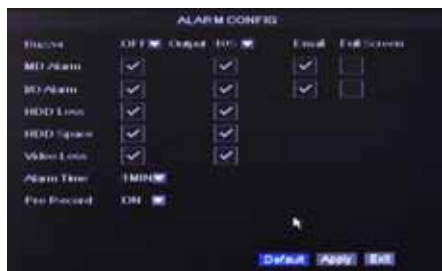 ALARM CONFIG
Buzzer OFF Output 10S Email Full Screen
MD Alarm
I/O Alarm
HDD Loss
HDD Space
Video Loss
Alarm Time 1MIN
Pre Record ON
Default Apply Exit